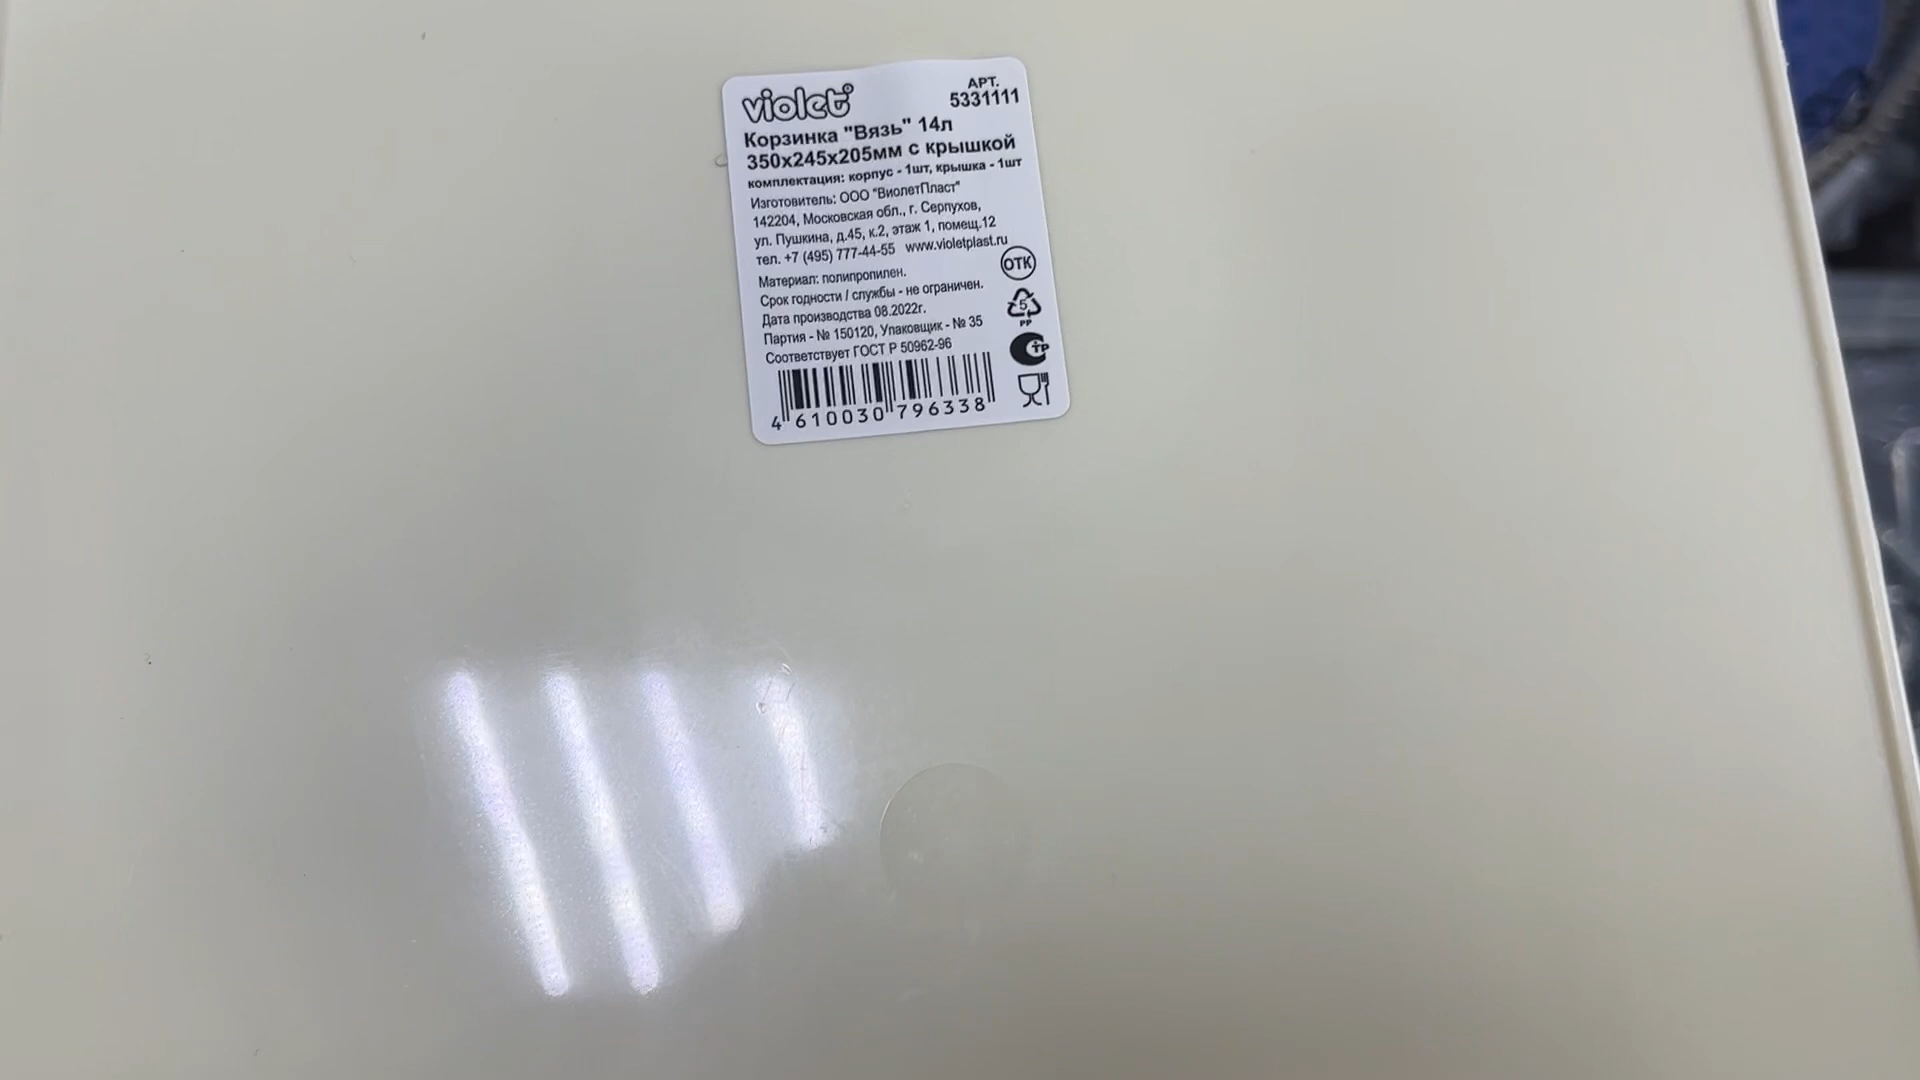 violet®
АРТ.
5331111
Корзинка "Вязь" 14л
350х245х205мм с крышкой
комплектация: корпус - 1шт, крышка - 1шт
Изготовитель: ООО "ВиолетПласт"
142204, Московская обл., г. Серпухов,
ул. Пушкина, д.45, к.2, этаж 1, помещ.12
тел. +7 (495) 777-44-55 www.violetplast.ru
ОТК
Материал: полипропилен.
Срок годности / службы - не ограничен.
Дата производства 08.2022г.
5
PP
Партия - № 150120, Упаковщик - № 35
Соответствует ГОСТ Р 50962-96
СТР
4 610030 796338